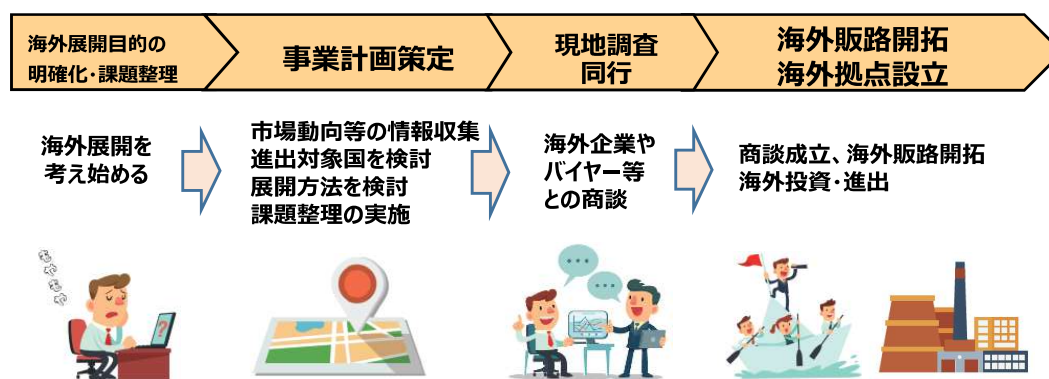 海外展開目的の
明確化・課題整理
事業計画策定
現地調査
同行
海外販路開拓
海外拠点設立
海外展開を
考え始める
市場動向等の情報収集
進出対象国を検討
展開方法を検討
課題整理の実施
海外企業や
バイヤー等
との商談
商談成立、海外販路開拓
海外投資・進出
もやもや
?